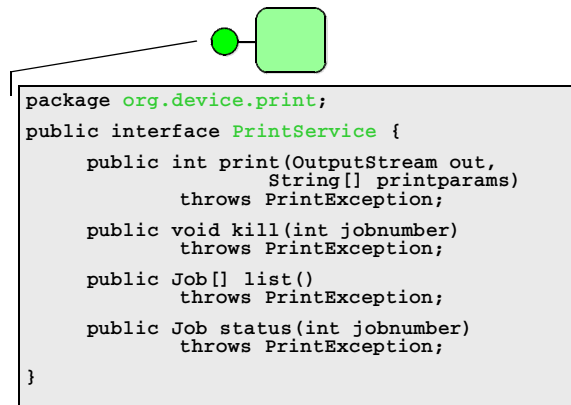 package org.device.print;
public interface PrintService {
public int print(OutputStream out,
String[] printparams)
throws PrintException;
public void kill(int jobnumber)
throws PrintException;
public Job[] list()
throws PrintException;
public Job status(int jobnumber)
throws PrintException;
}